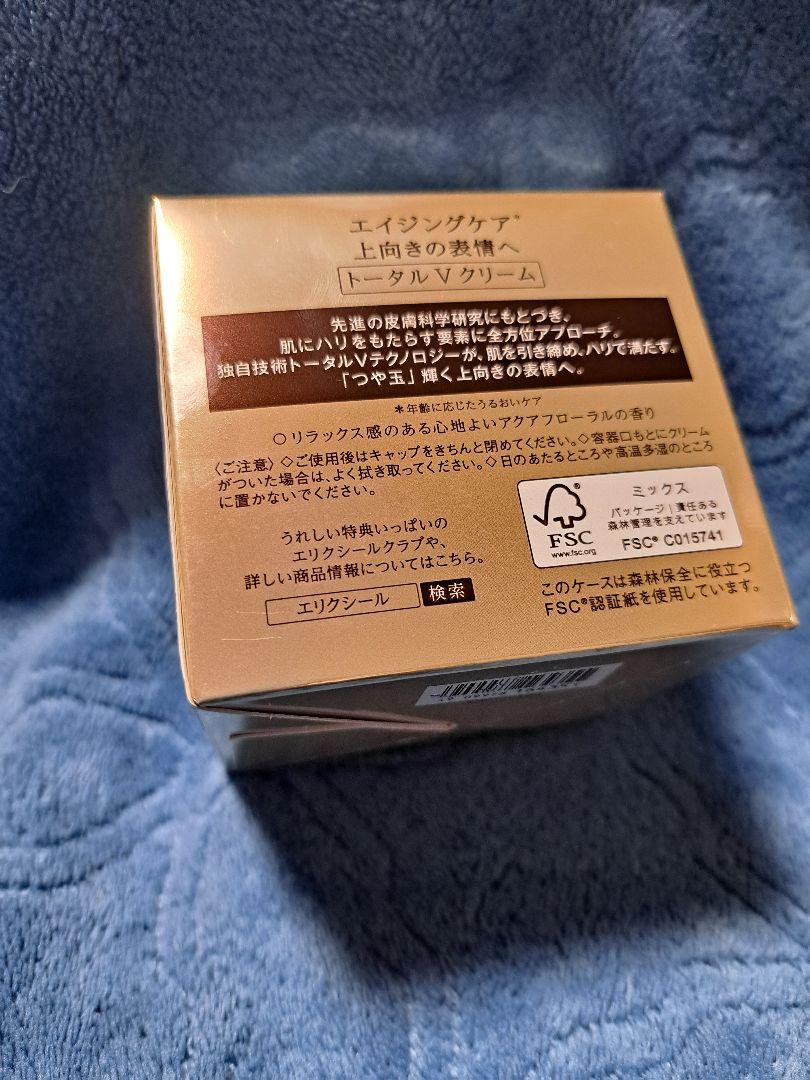 エイジングケア*
上向きの表情へ
トータル V クリーム
先進の皮膚科学研究にもとづき、
肌にハリをもたらす要素に全方位アプローチ。
独自技術トータルVテクノロジーが、肌を引き締め、ハリで満たす。
「つや玉」輝く上向きの表情へ。
*年齢に応じたうるおいケア
○リラックス感のある心地よいアクアフローラルの香り
〈ご注意〉◇ご使用後はキャップをきちんと閉めてください。◇容器口もとにクリーム
がついた場合は、よく拭き取ってください。◇日のあたるところや高温多湿のところ
に置かないでください。
うれしい特典いっぱいの
エリクシールクラブや、
詳しい商品情報についてはこちら。
エリクシール 検索
FSC
www.fsc.org
ミックス
パッケージ|責任ある
森林管理を支えています
FSC® C015741
このケースは森林保全に役立つ
FSC®認証紙を使用しています。